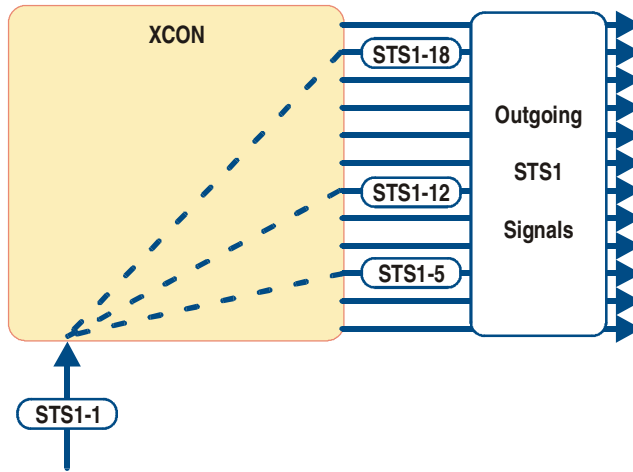 XCON
STS1-18
Outgoing
STS1
STS1-12
Signals
STS1-5
STS1-1